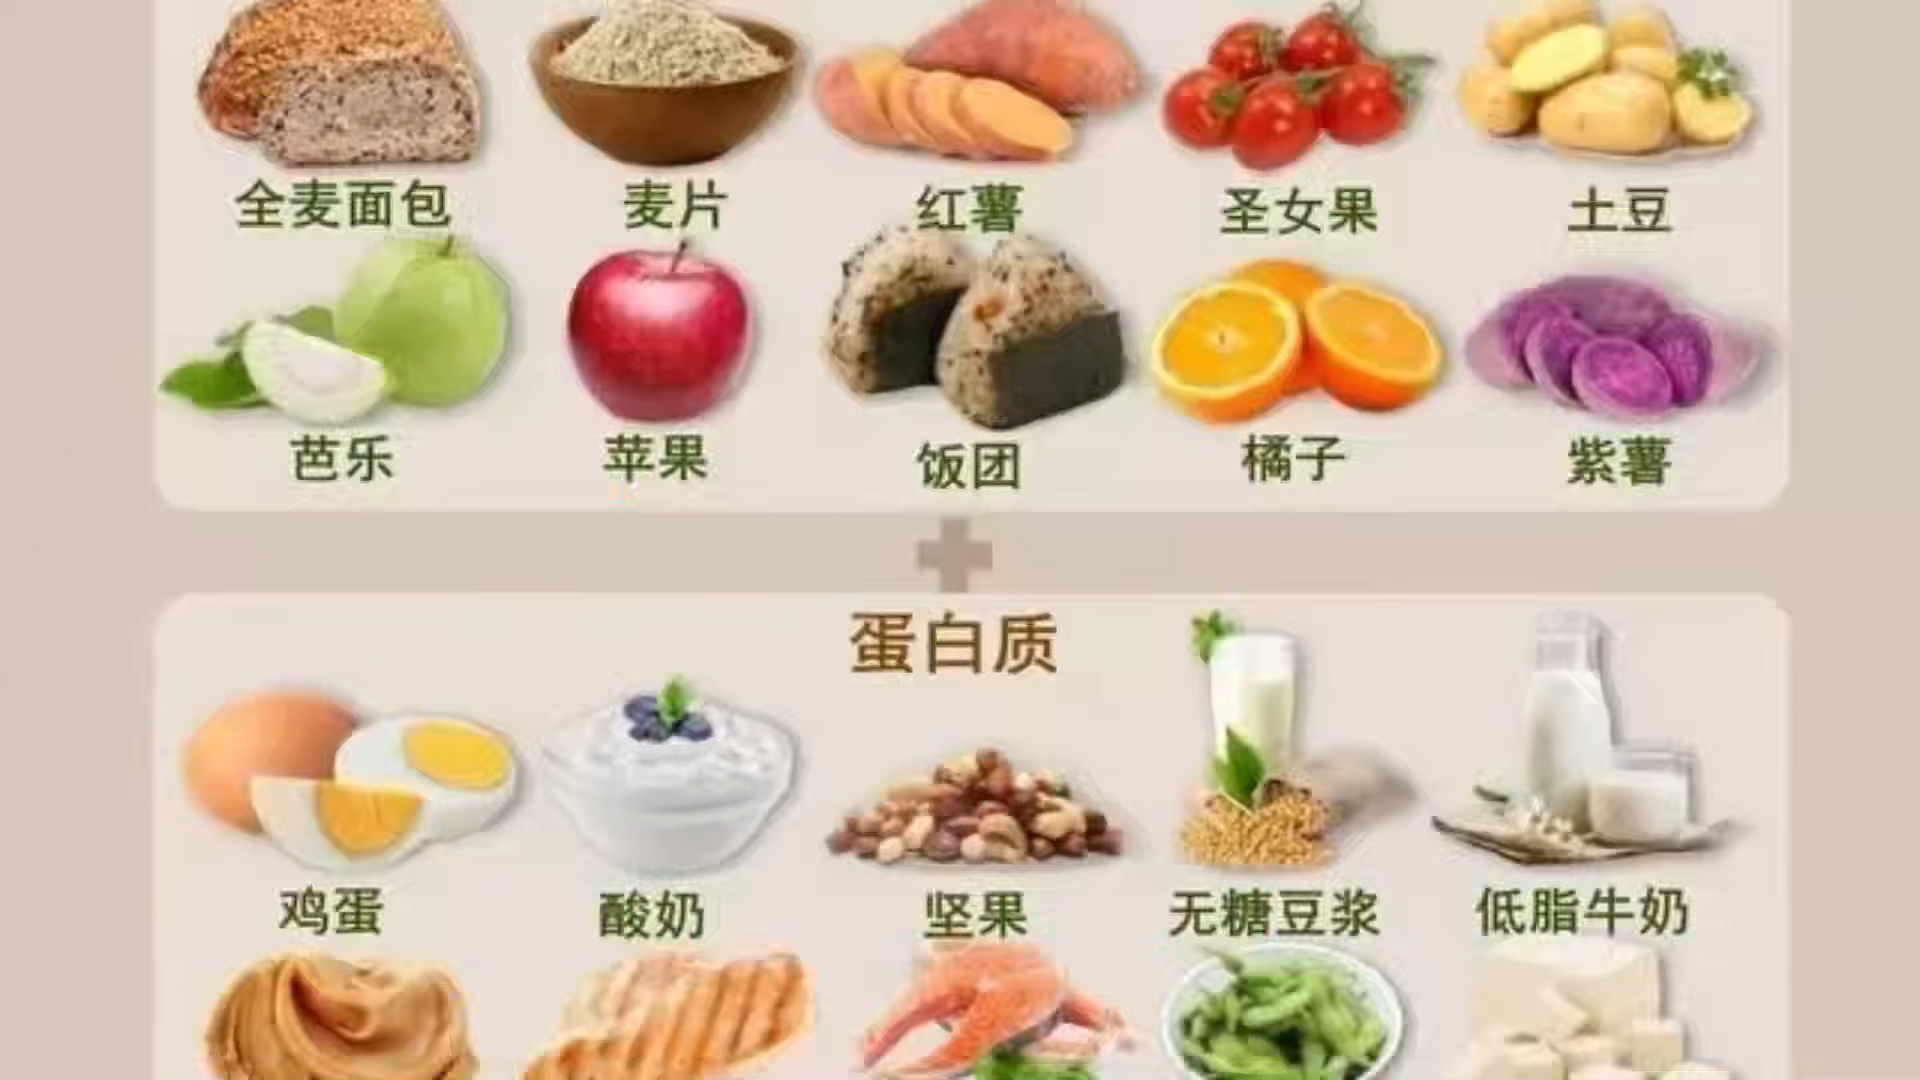 全麦面包 麦片 红薯 圣女果 土豆
芭乐 苹果 饭团 橘子 紫薯
蛋白质
鸡蛋 酸奶 坚果 无糖豆浆 低脂牛奶